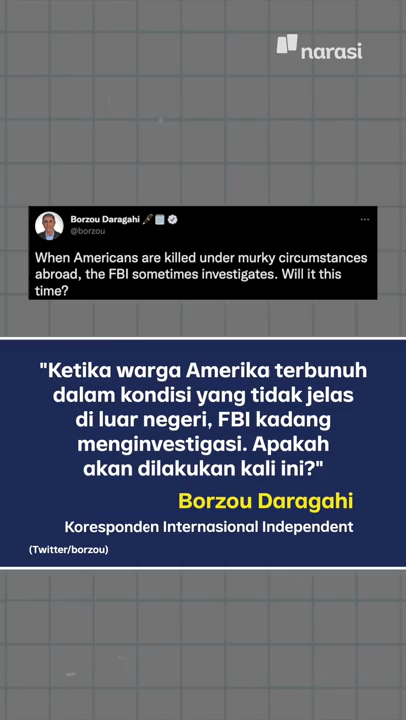 narasi
Borzou Daragahi
@borzou
When Americans are killed under murky circumstances
abroad, the FBI sometimes investigates. Will it this
time?
"Ketika warga Amerika terbunuh
dalam kondisi yang tidak jelas
di luar negeri, FBI kadang
menginvestigasi. Apakah
akan dilakukan kali ini?"
Borzou Daragahi
Koresponden Internasional Independent
(Twitter/borzou)